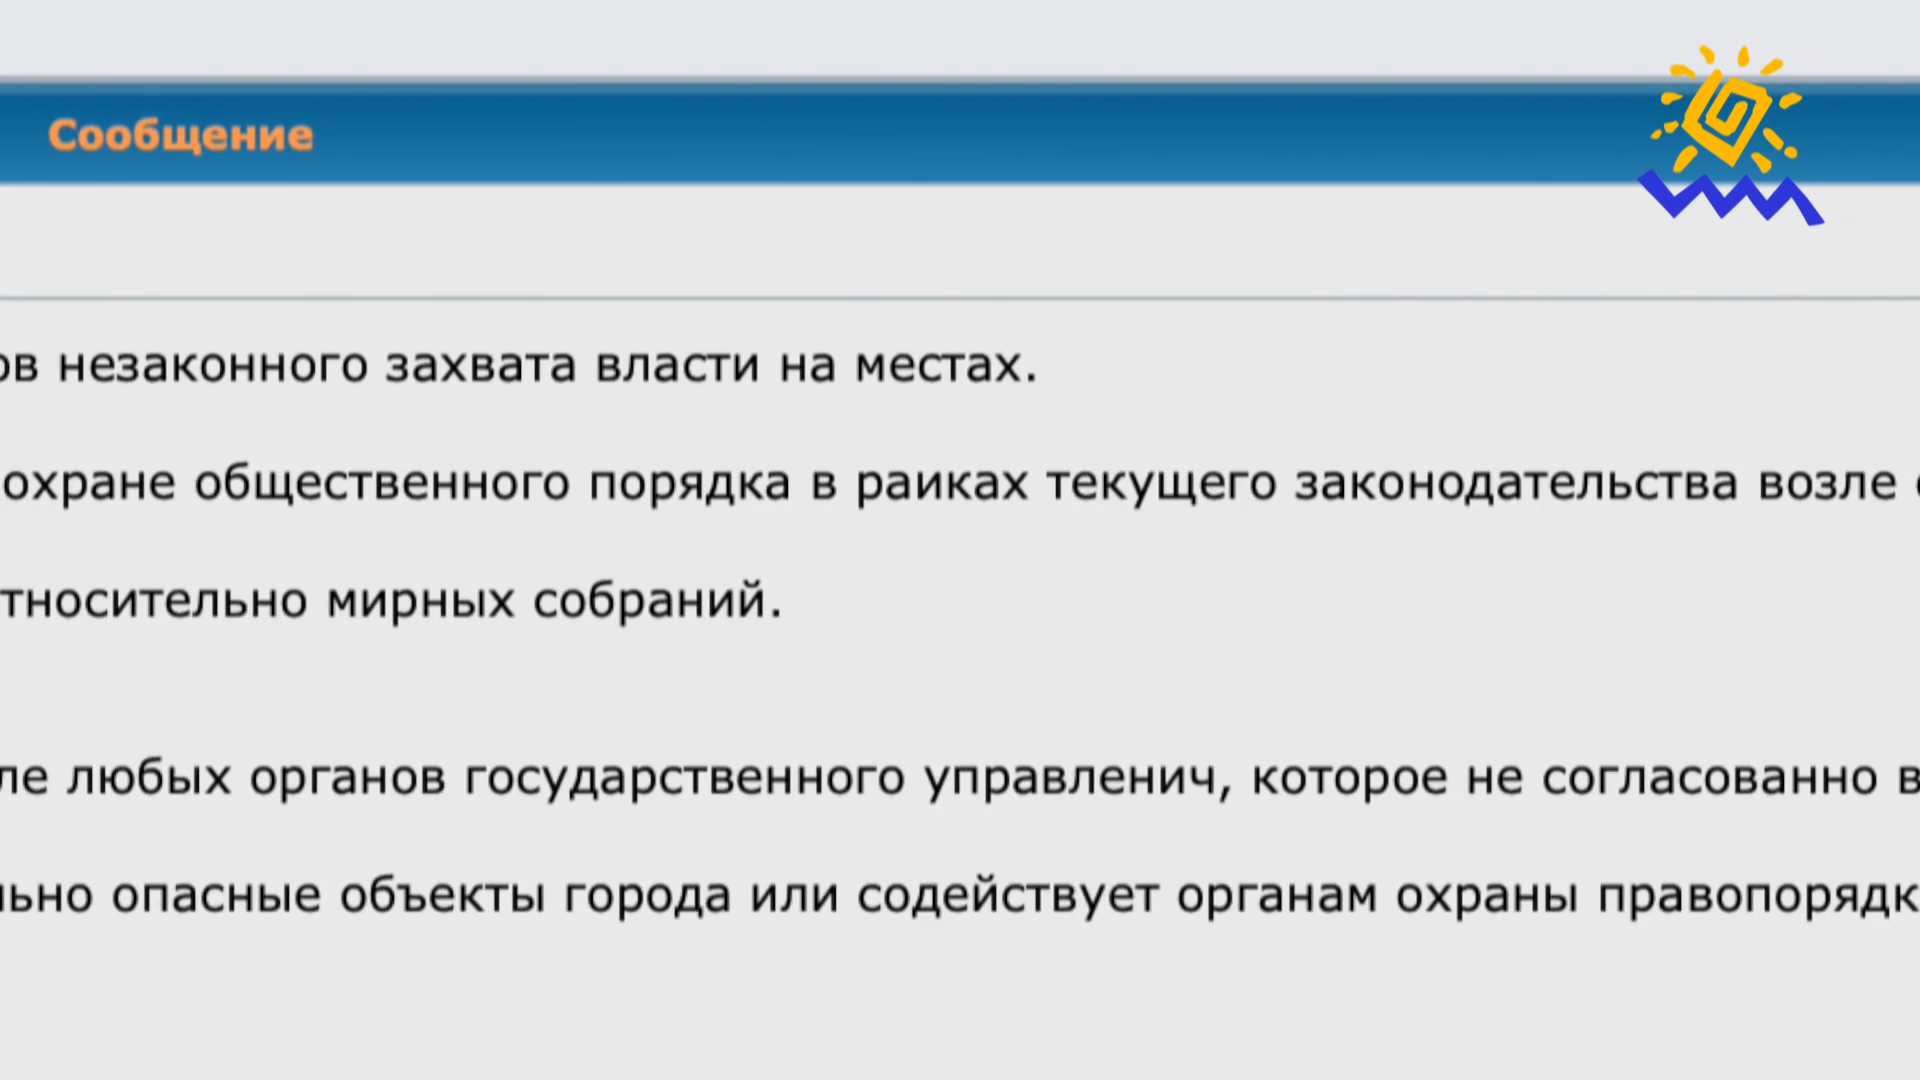 Сообщение
ов незаконного захвата власти на местах.
охране общественного порядка в раиках текущего законодательства возле
тносительно мирных собраний.
ле любых органов государственного управленич, которое не согласованно в
льно опасные объекты города или содействует органам охраны правопорядк